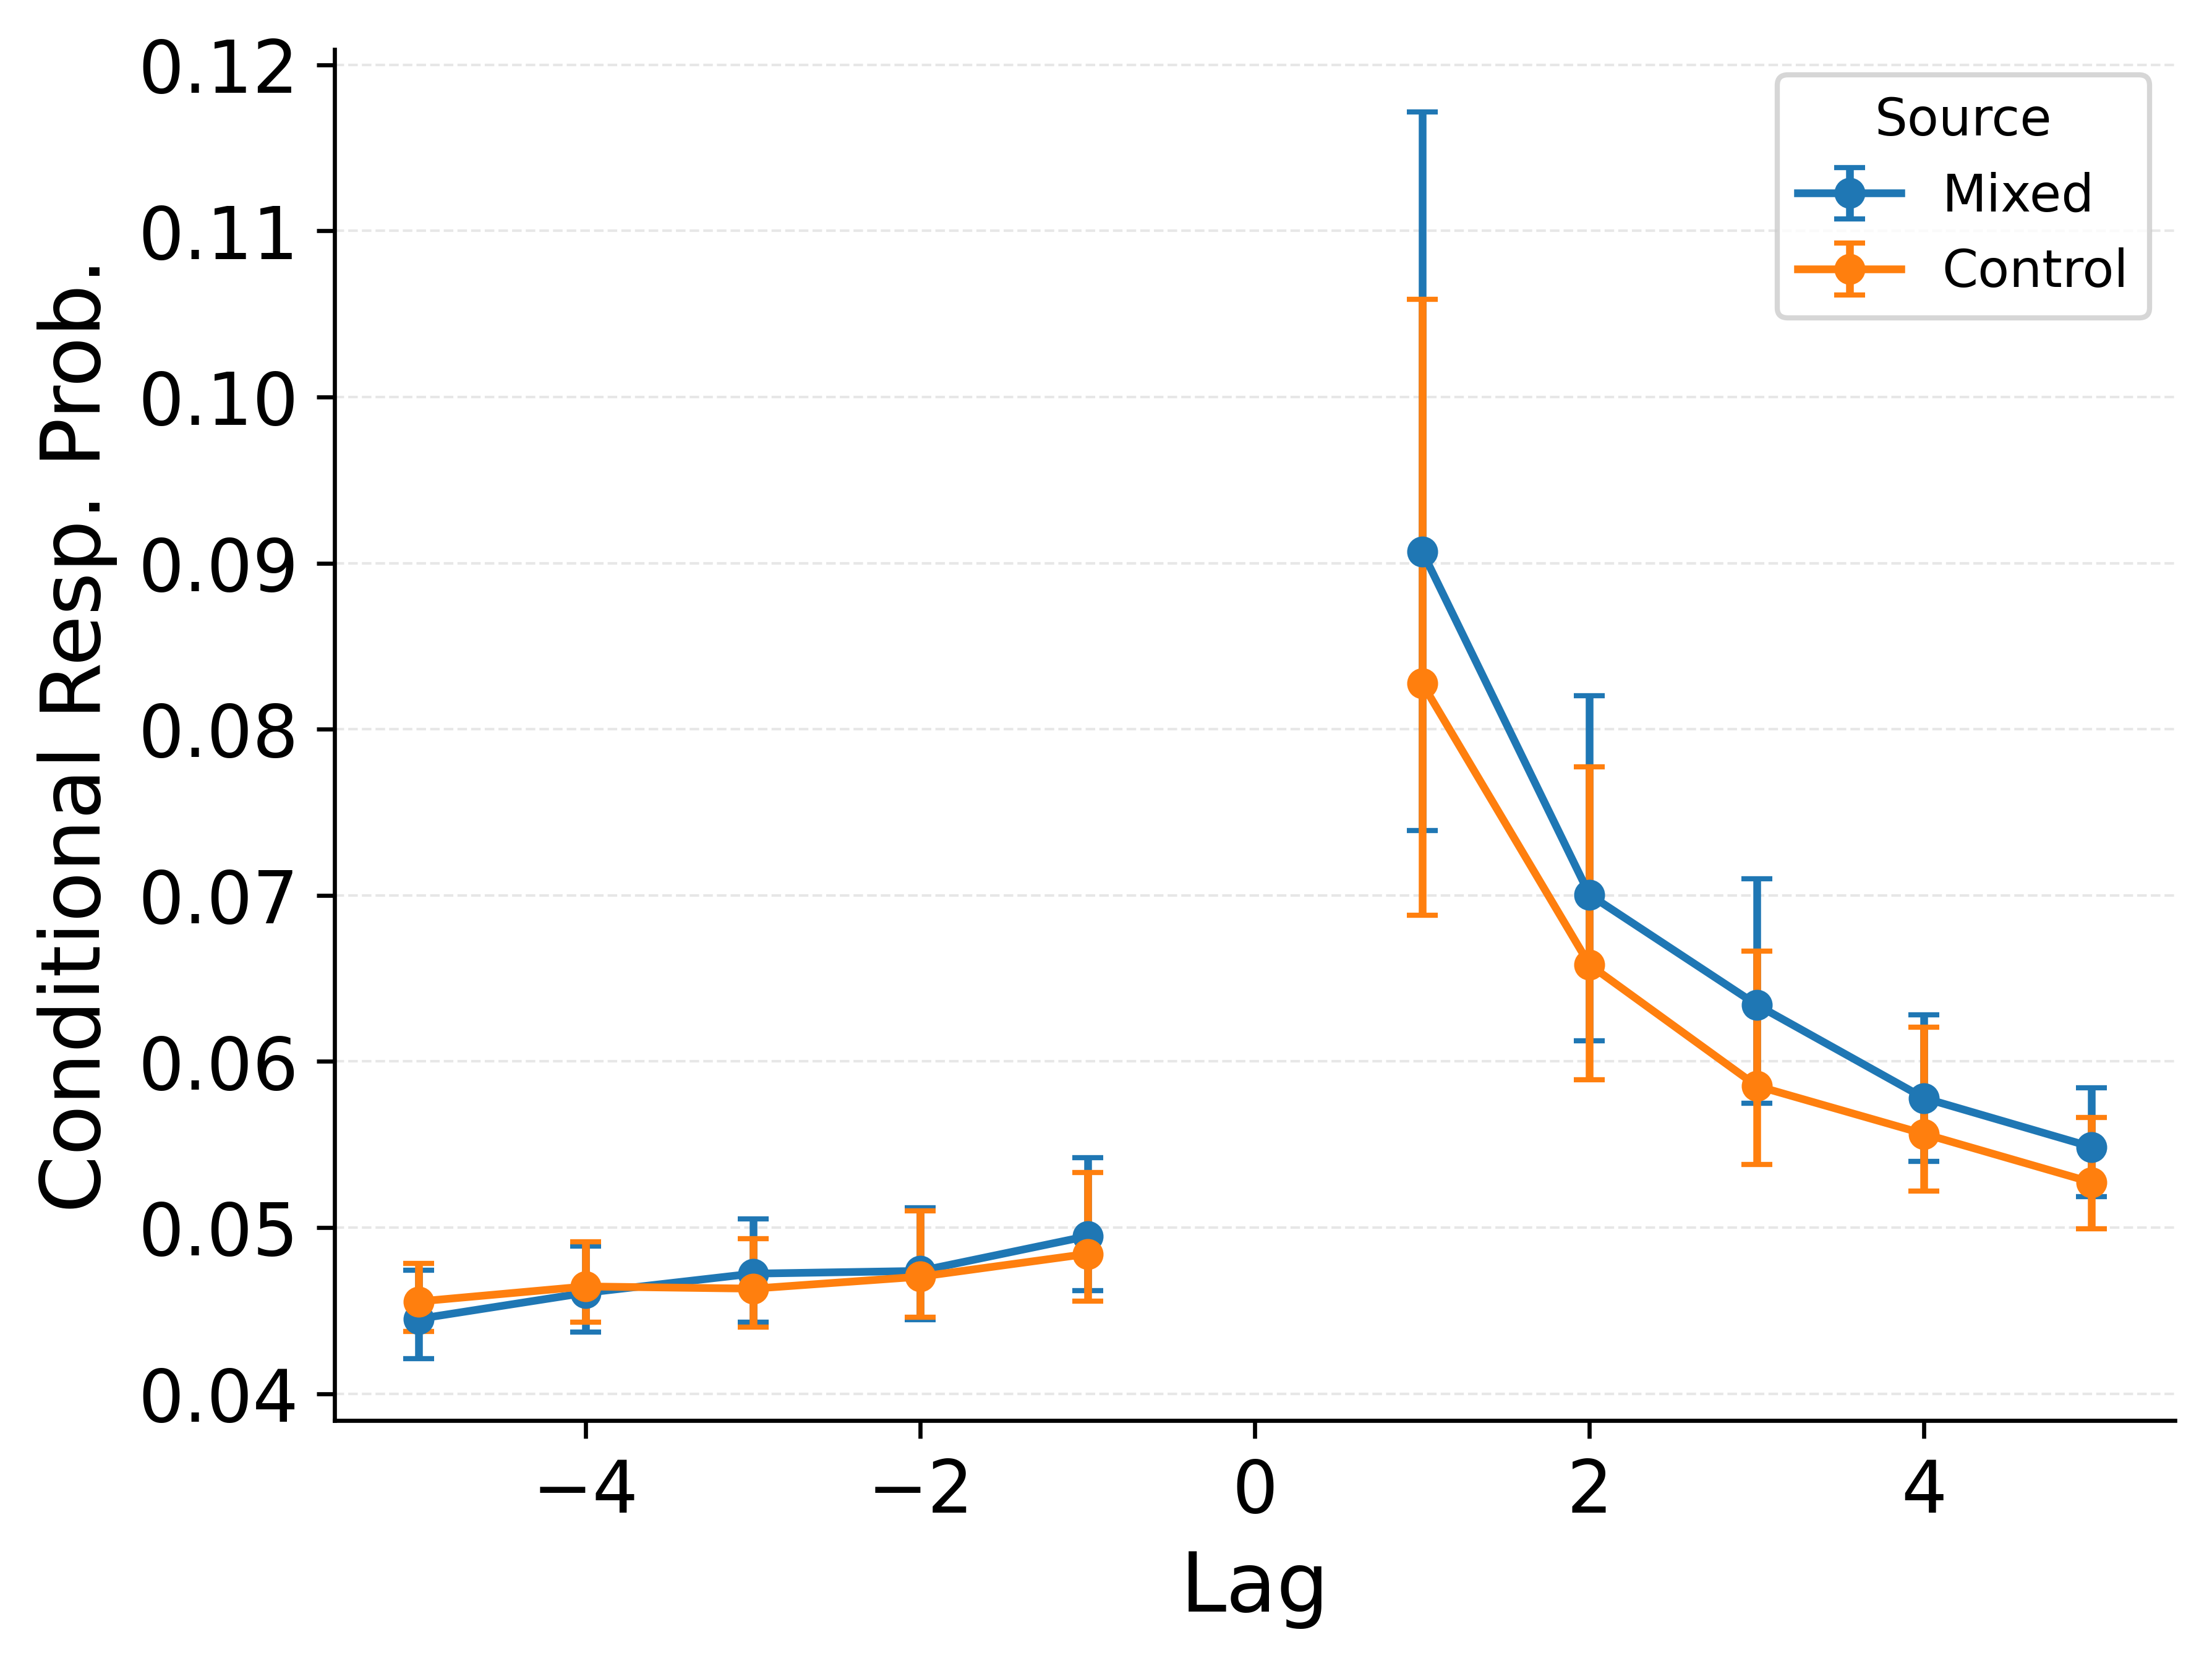 0.12
0.11
0.10
0.09
0.08
0.07
0.06
0.05
0.04
Conditional Resp. Prob.
Source
Mixed
Control
−4
−2
0
2
4
Lag